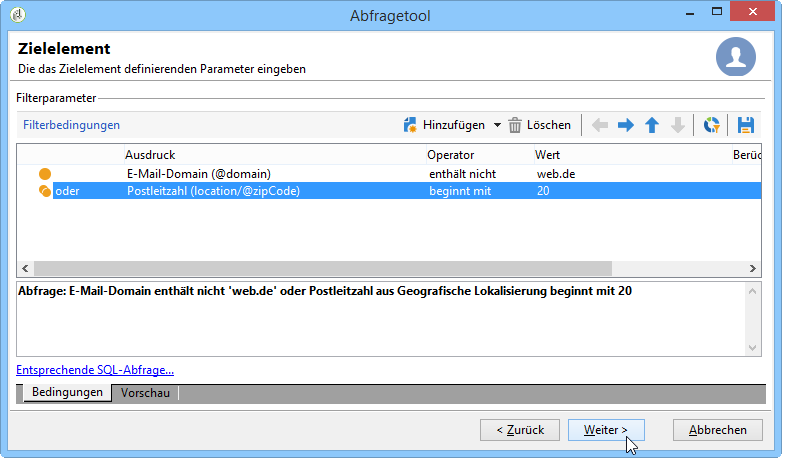 Abfragetool
Zielelement
Die das Zielelement definierenden Parameter eingeben
Filterparameter
Filterbedingungen Hinzufügen Löschen
Ausdruck Operator Wert Berüc
E-Mail-Domain (@domain) enthält nicht web.de
oder Postleitzahl (location/@zipCode) beginnt mit 20
Abfrage: E-Mail-Domain enthält nicht 'web.de' oder Postleitzahl aus Geografische Lokalisierung beginnt mit 20
Entsprechende SQL-Abfrage...
Bedingungen Vorschau
< Zurück Weiter > Abbrechen